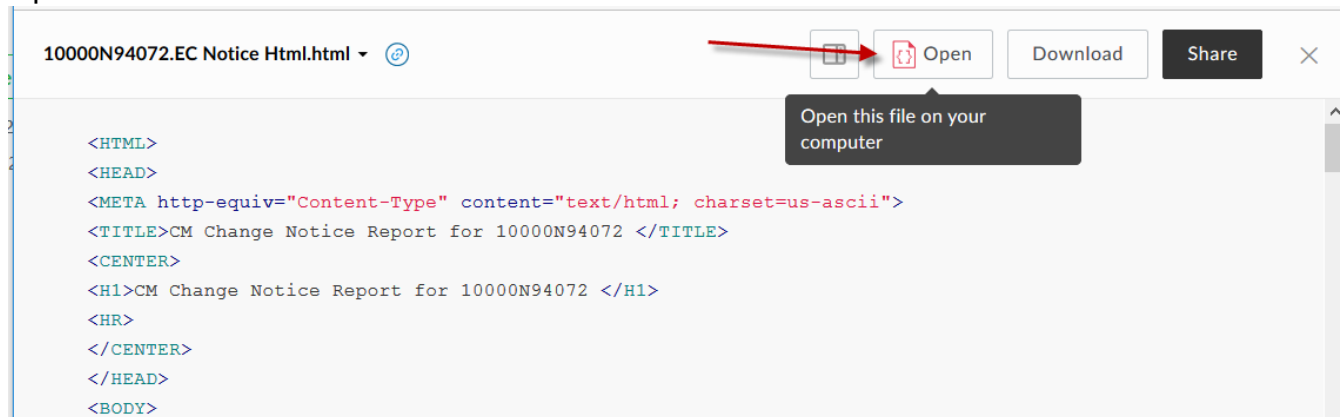 10000N94072.EC Notice Html.html
Open
Download
Share
Open this file on your
computer
<HTML>
<HEAD>
<META http-equiv="Content-Type" content="text/html; charset=us-ascii">
<TITLE>CM Change Notice Report for 10000N94072 </TITLE>
<CENTER>
<H1>CM Change Notice Report for 10000N94072 </H1>
<HR>
</CENTER>
</HEAD>
<BODY>